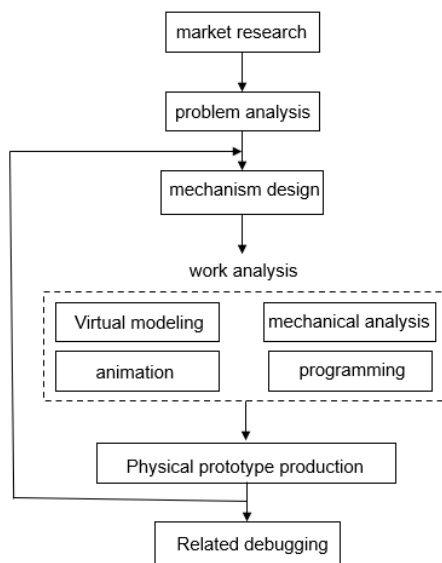 market research
problem analysis
mechanism design
work analysis
Virtual modeling
mechanical analysis
animation
programming
Physical prototype production
Related debugging